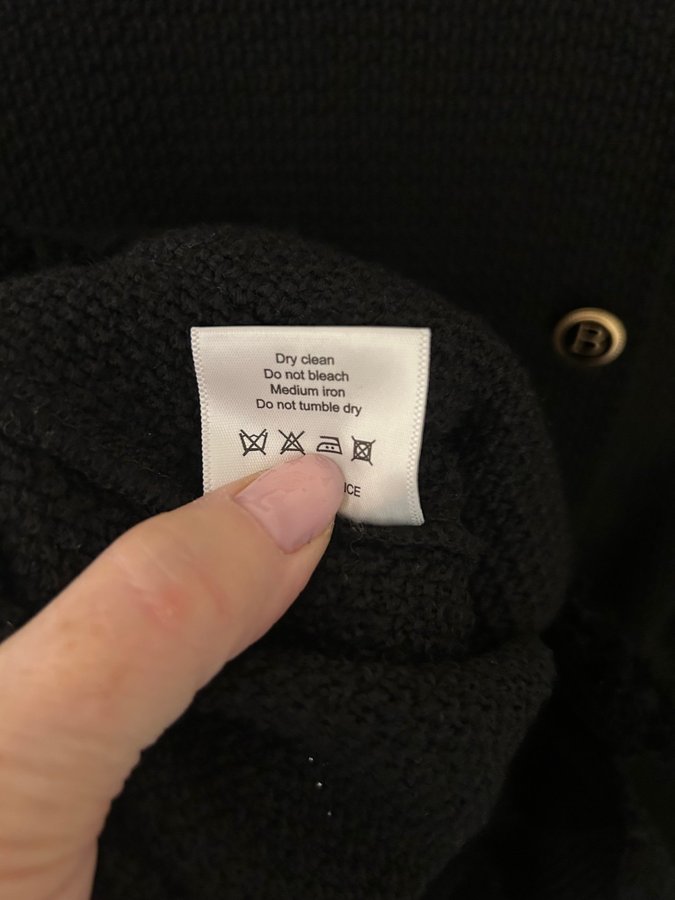 Dry clean
Do not bleach
Medium iron
Do not tumble dry
B